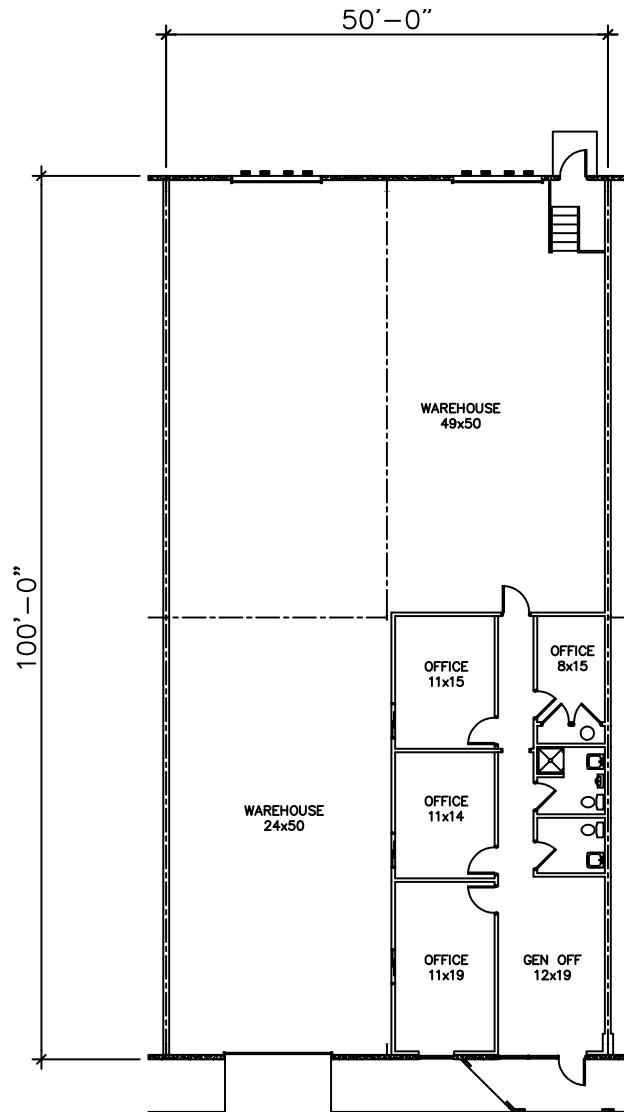 50'-0"
WAREHOUSE
49x50
100'-0"
OFFICE
11x15
OFFICE
8x15
WAREHOUSE
24x50
OFFICE
11x14
OFFICE
11x19
GEN OFF
12x19